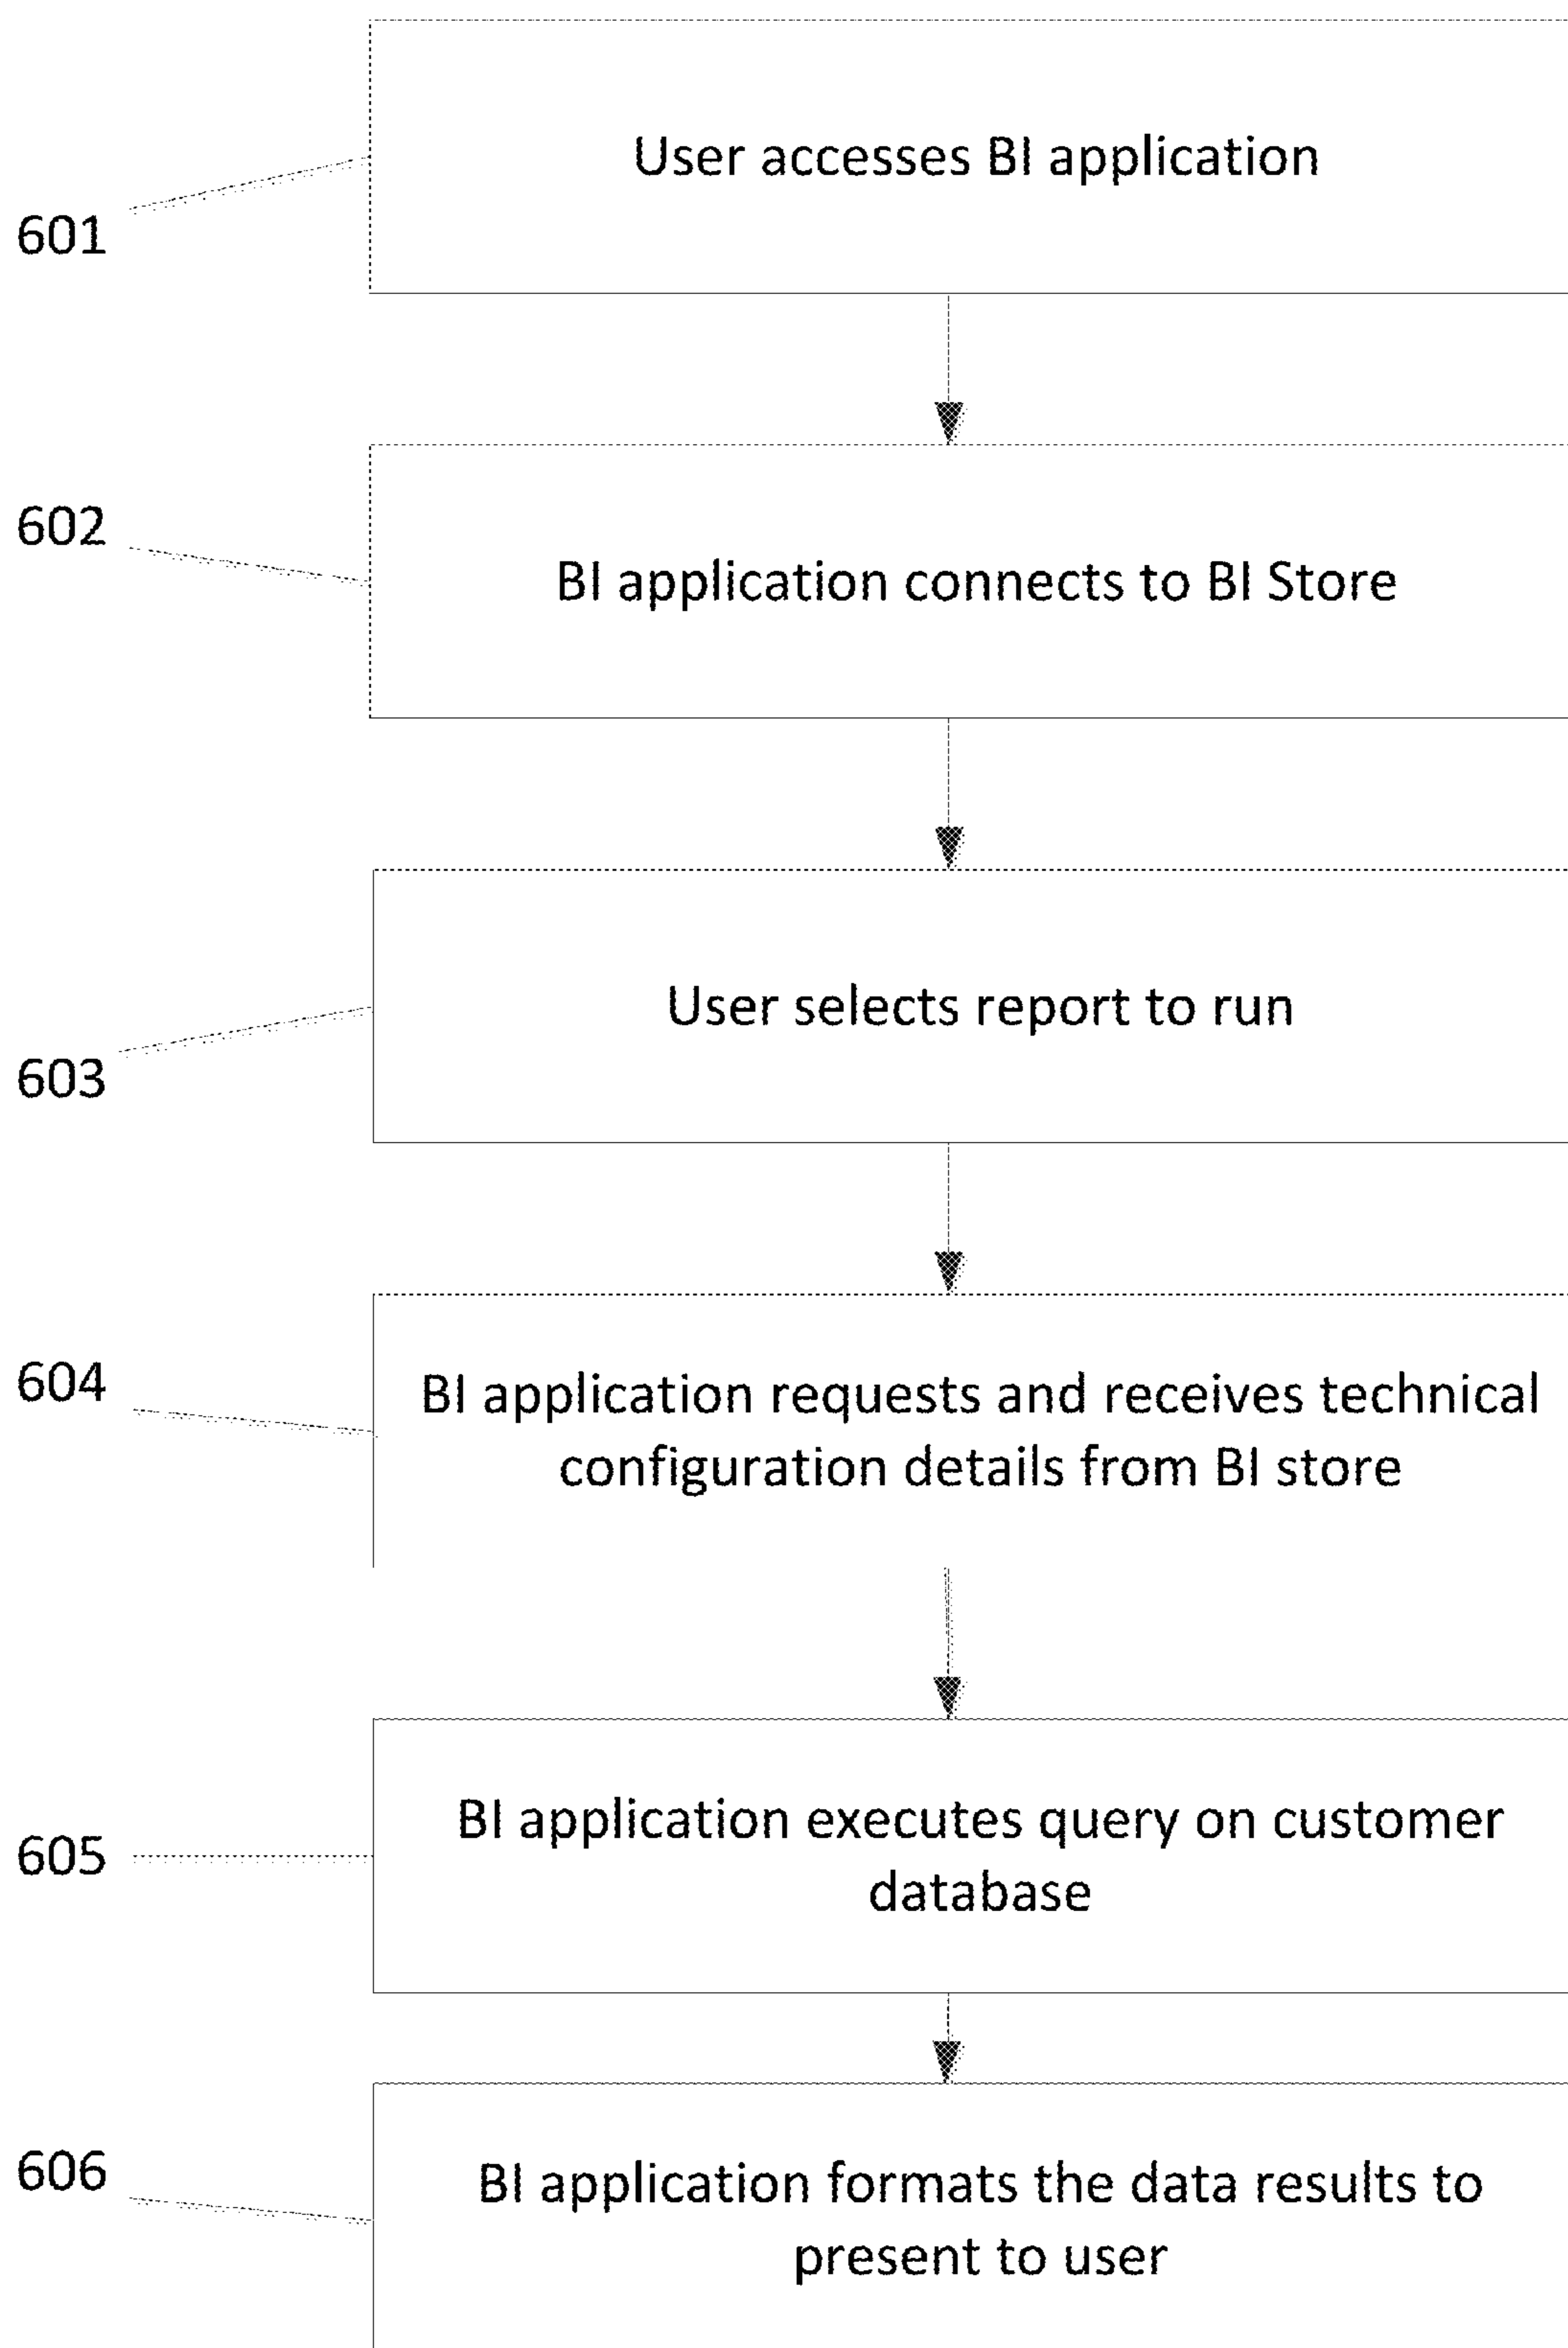 User accesses BI application
601
602
BI application connects to BI Store
User selects report to run
603
604
BI application requests and receives technical
configuration details from BI store
BI application executes query on customer
605
database
606
BI application formats the data results to
present to user